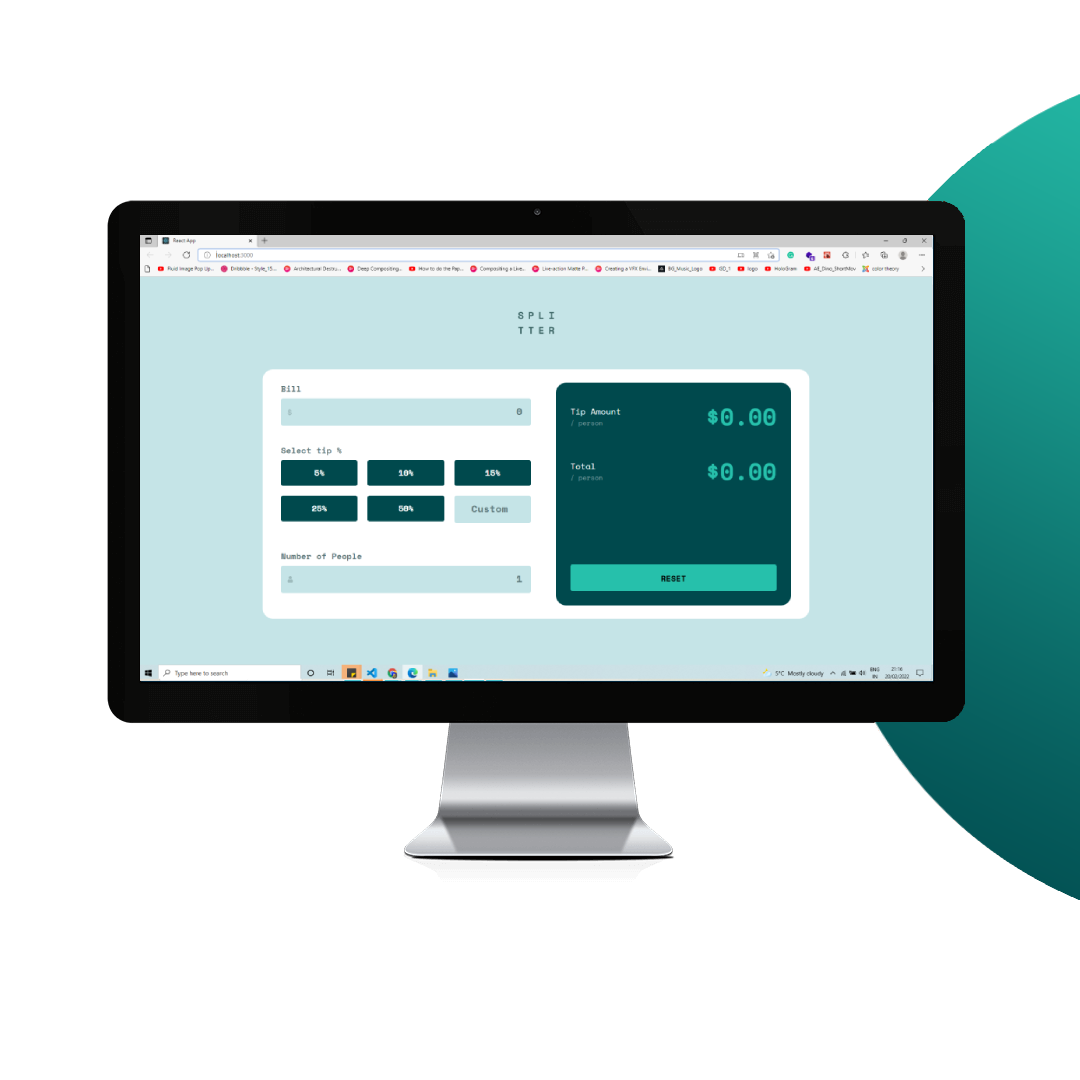 React App
localhost:3000
Fluid Image Pop Up...
Dribbble - Style_15...
Architectural Destru...
Deep Compositing...
How to do the Pap...
Compositing a Live...
Live-action Matte P...
Creating a VFX Envi...
BG_Music_Logo
GD_1
logo
HoloGram
AE_Dino_ShortMov
color theory
SPLI
TTER
Bill
$ 0
Select tip %
5% 10% 15%
25% 50% Custom
Number of People
1
Tip Amount
/ person
$0.00
Total
/ person
$0.00
RESET
Type here to search
5°C Mostly cloudy
ENG
IN
21:16
20/02/2022